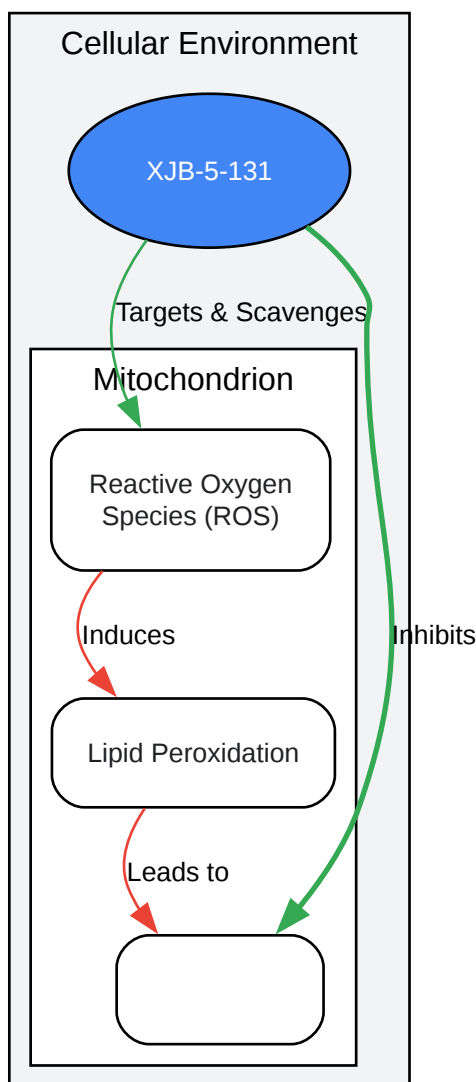 Cellular Environment
XJB-5-131
Targets & Scavenges
Mitochondrion
Reactive Oxygen
Species (ROS)
Induces
Inhibits
Lipid Peroxidation
Leads to